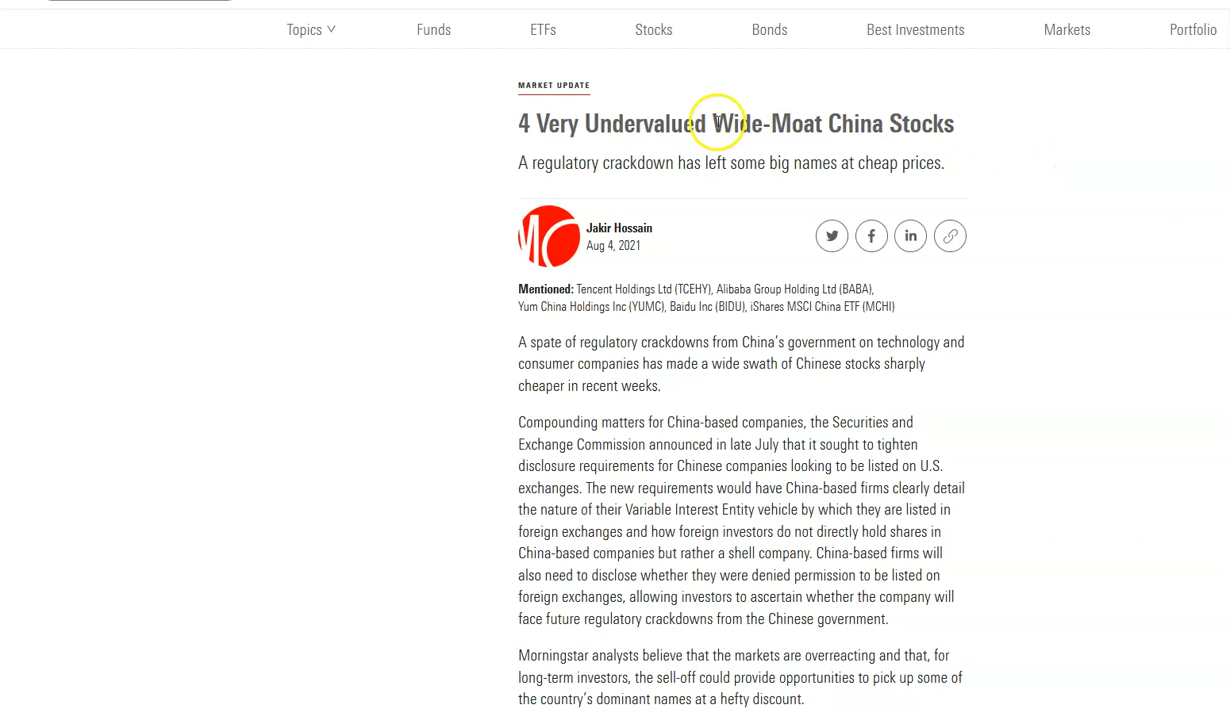 Topics Funds ETFs Stocks Bonds Best Investments Markets Portfolio
MARKET UPDATE
4 Very Undervalued Wide-Moat China Stocks
A regulatory crackdown has left some big names at cheap prices.
MC
Jakir Hossain
Aug 4, 2021
Mentioned: Tencent Holdings Ltd (TCEHY), Alibaba Group Holding Ltd (BABA),
Yum China Holdings Inc (YUMC), Baidu Inc (BIDU), iShares MSCI China ETF (MCHI)
A spate of regulatory crackdowns from China’s government on technology and
consumer companies has made a wide swath of Chinese stocks sharply
cheaper in recent weeks.
Compounding matters for China-based companies, the Securities and
Exchange Commission announced in late July that it sought to tighten
disclosure requirements for Chinese companies looking to be listed on U.S.
exchanges. The new requirements would have China-based firms clearly detail
the nature of their Variable Interest Entity vehicle by which they are listed in
foreign exchanges and how foreign investors do not directly hold shares in
China-based companies but rather a shell company. China-based firms will
also need to disclose whether they were denied permission to be listed on
foreign exchanges, allowing investors to ascertain whether the company will
face future regulatory crackdowns from the Chinese government.
Morningstar analysts believe that the markets are overreacting and that, for
long-term investors, the sell-off could provide opportunities to pick up some of
the country’s dominant names at a hefty discount.